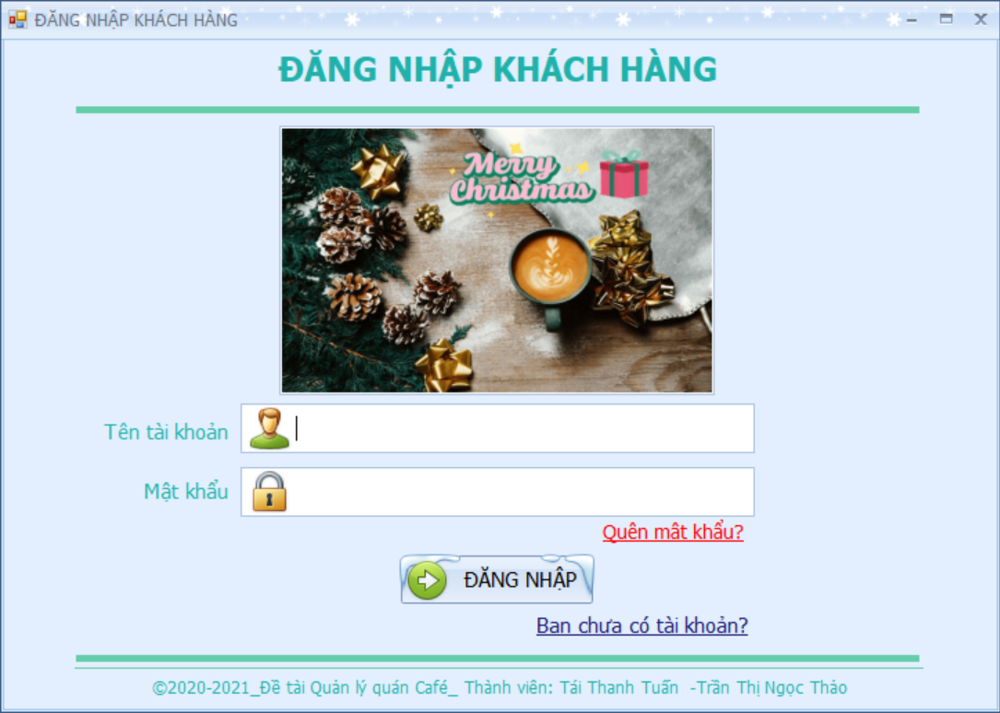 ĐĂNG NHẬP KHÁCH HÀNG
ĐĂNG NHẬP KHÁCH HÀNG
Merry
Christmas
Tên tài khoản
Mật khẩu
Quên mât khẩu?
ĐĂNG NHẬP
Ban chưa có tài khoản?
©2020-2021_Đề tài Quản lý quán Café_ Thành viên: Tái Thanh Tuấn -Trần Thị Ngọc Thảo